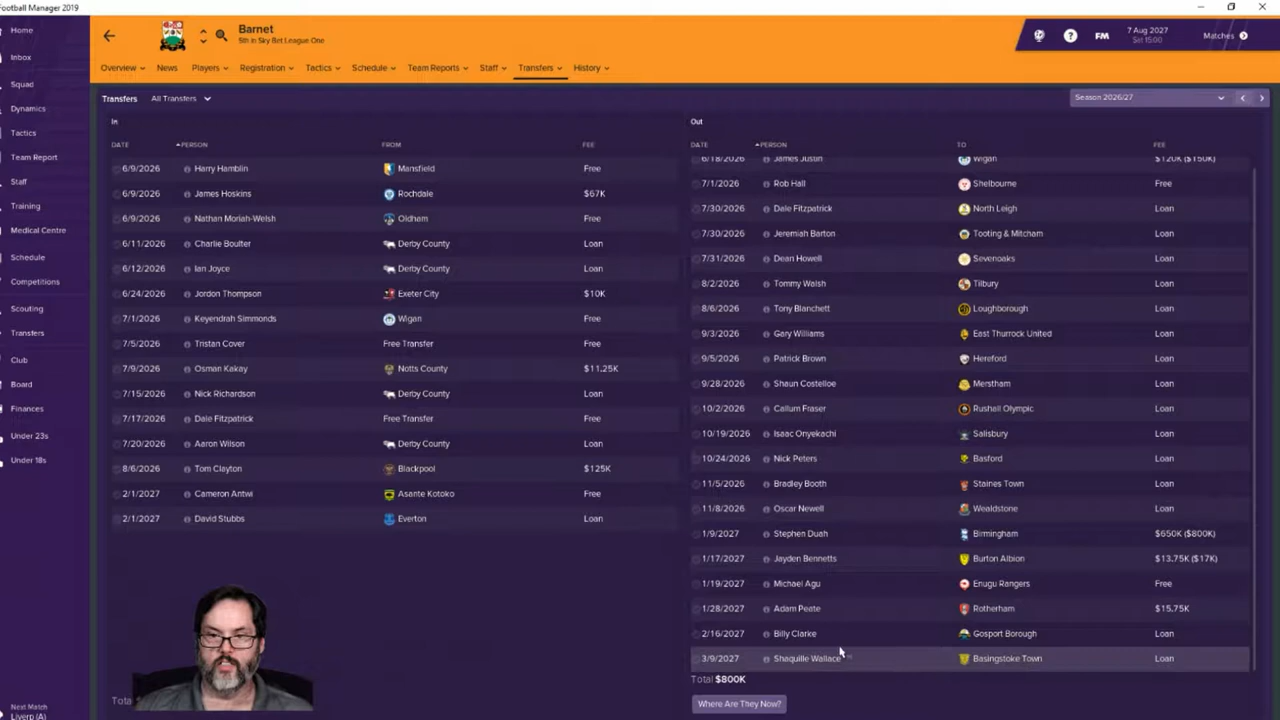 Football Manager 2019
Home
Inbox
Squad
Dynamics
Tactics
Team Report
Staff
Training
Medical Centre
Schedule
Competitions
Scouting
Transfers
Club
Board
Finances
Under 23s
Under 18s
Next Match
Liverp (A)
Barnet
5th in Sky Bet League One
FM
7 Aug 2027
Sat 15:00
Matches
Overview News Players Registration Tactics Schedule Team Reports Staff Transfers History
Transfers All Transfers
Season 2026/27
In
DATE PERSON FROM FEE
6/9/2026 Harry Hamblin Mansfield Free
6/9/2026 James Hoskins Rochdale $67K
6/9/2026 Nathan Moriah-Welsh Oldham Free
6/11/2026 Charlie Boulter Derby County Loan
6/12/2026 Ian Joyce Derby County Loan
6/24/2026 Jordon Thompson Exeter City $10K
7/1/2026 Keyendrah Simmonds Wigan Free
7/5/2026 Tristan Cover Free Transfer Free
7/9/2026 Osman Kakay Notts County $11.25K
7/15/2026 Nick Richardson Derby County Loan
7/17/2026 Dale Fitzpatrick Free Transfer Free
7/20/2026 Aaron Wilson Derby County Loan
8/6/2026 Tom Clayton Blackpool $125K
2/1/2027 Cameron Antwi Asante Kotoko Free
2/1/2027 David Stubbs Everton Loan
Out
DATE PERSON TO FEE
6/18/2026 James Justin Wigan $120K ($150K)
7/1/2026 Rob Hall Shelbourne Free
7/30/2026 Dale Fitzpatrick North Leigh Loan
7/30/2026 Jeremiah Barton Tooting & Mitcham Loan
7/31/2026 Dean Howell Sevenoaks Loan
8/2/2026 Tommy Walsh Tilbury Loan
8/6/2026 Tony Blanchett Loughborough Loan
9/3/2026 Gary Williams East Thurrock United Loan
9/5/2026 Patrick Brown Hereford Loan
9/28/2026 Shaun Costelloe Merstham Loan
10/2/2026 Callum Fraser Rushall Olympic Loan
10/19/2026 Isaac Onyekachi Salisbury Loan
10/24/2026 Nick Peters Basford Loan
11/5/2026 Bradley Booth Staines Town Loan
11/8/2026 Oscar Newell Wealdstone Loan
1/9/2027 Stephen Duah Birmingham $650K ($800K)
1/17/2027 Jayden Bennetts Burton Albion $13.75K ($17K)
1/19/2027 Michael Agu Enugu Rangers Free
1/28/2027 Adam Peate Rotherham $15.75K
2/16/2027 Billy Clarke Gosport Borough Loan
3/9/2027 Shaquille Wallace Basingstoke Town Loan
Total $800K
Where Are They Now?